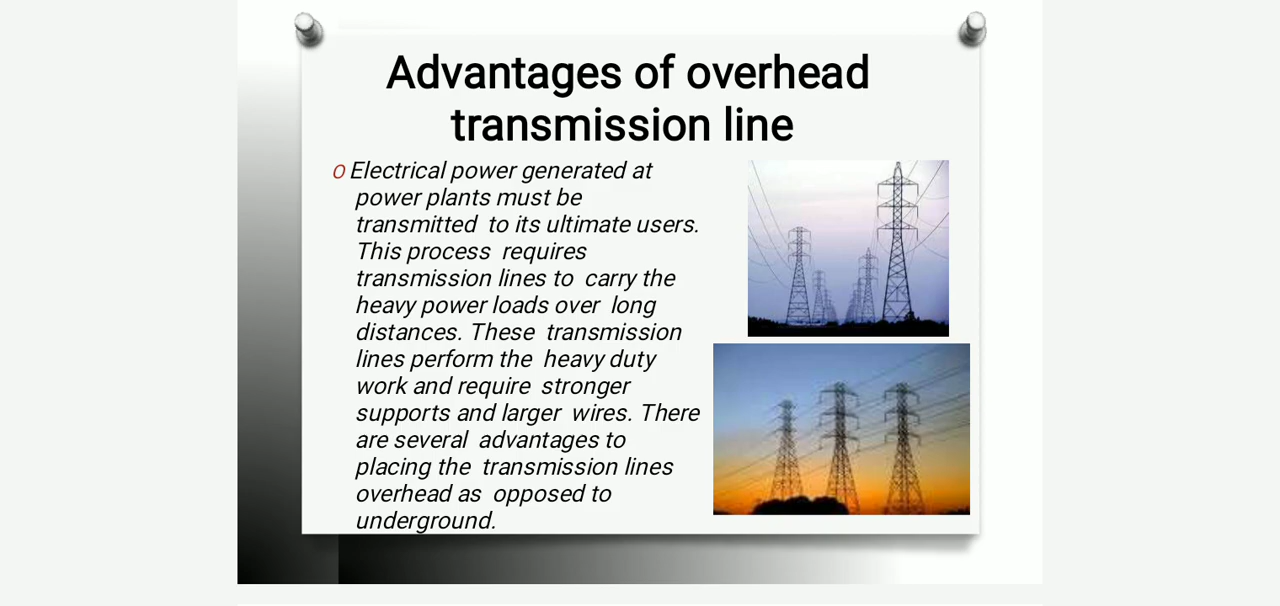 Advantages of overhead
transmission line
o Electrical power generated at
power plants must be
transmitted to its ultimate users.
This process requires
transmission lines to carry the
heavy power loads over long
distances. These transmission
lines perform the heavy duty
work and require stronger
supports and larger wires. There
are several advantages to
placing the transmission lines
overhead as opposed to
underground.